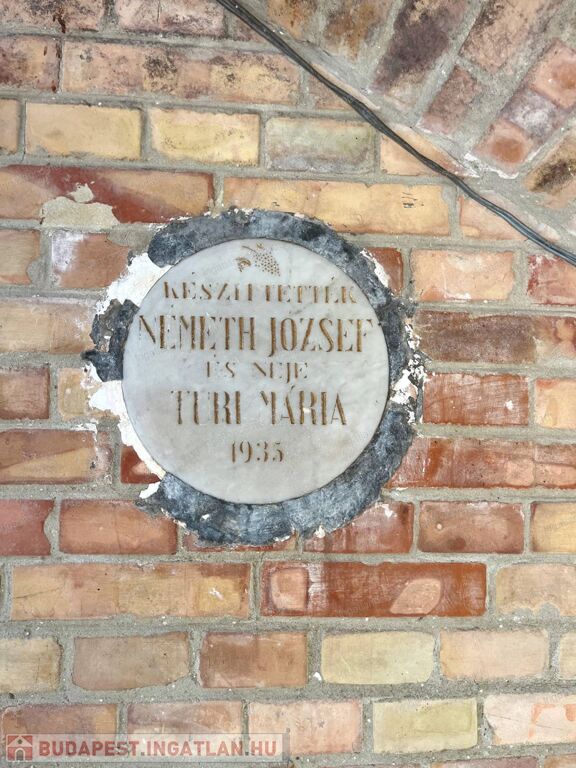 KÉSZÍTTETTÉK
NÉMETH JÓZSEF
ÉS NEJE
TURI MÁRIA
1935
BUDAPEST.INGATLAN.HU